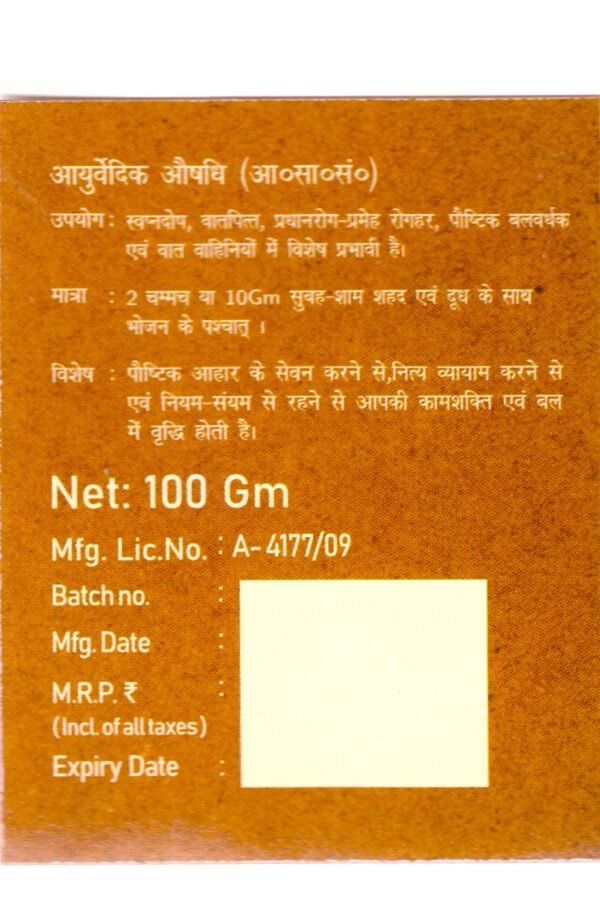 आयुर्वेदिक औषधि (आ०सा०सं०)
उपयोग : स्वप्नदोष, वातपित्त, प्रधानरोग-प्रमेह रोगहर, पौष्टिक बलवर्धक
एवं वात वाहिनियों में विशेष प्रभावी है।
मात्रा : 2 चम्मच या 10Gm सुबह-शाम शहद एवं दूध के साथ
भोजन के पश्चात् ।
विशेष : पौष्टिक आहार के सेवन करने से,नित्य व्यायाम करने से
एवं नियम-संयम से रहने से आपकी कामशक्ति एवं बल
में वृद्धि होती है।
Net: 100 Gm
Mfg. Lic.No. : A-4177/09
Batch no. :
Mfg. Date :
M.R.P. ₹ :
(Incl. of all taxes)
Expiry Date :